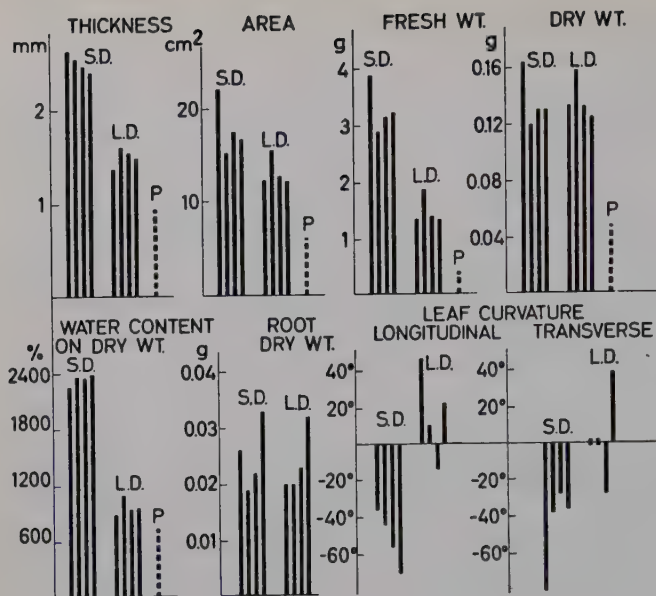 THICKNESS AREA FRESH WT. DRY WT.
mm
2
1
S.D.
L.D.
P
cm2
20
10
S.D.
L.D.
P
g
4
3
2
1
S.D.
L.D.
P
g
0.16
0.12
0.08
0.04
S.D.
L.D.
P
WATER CONTENT
ON DRY WT.
%
2400
1800
1200
600
S.D.
L.D.
P
ROOT
DRY WT.
g
0.04
0.03
0.02
0.01
S.D.
L.D.
LEAF CURVATURE
LONGITUDINAL TRANSVERSE
40°
20°
-20°
-40°
-60°
S.D.
L.D.
40°
20°
-20°
-40°
-60°
S.D.
L.D.